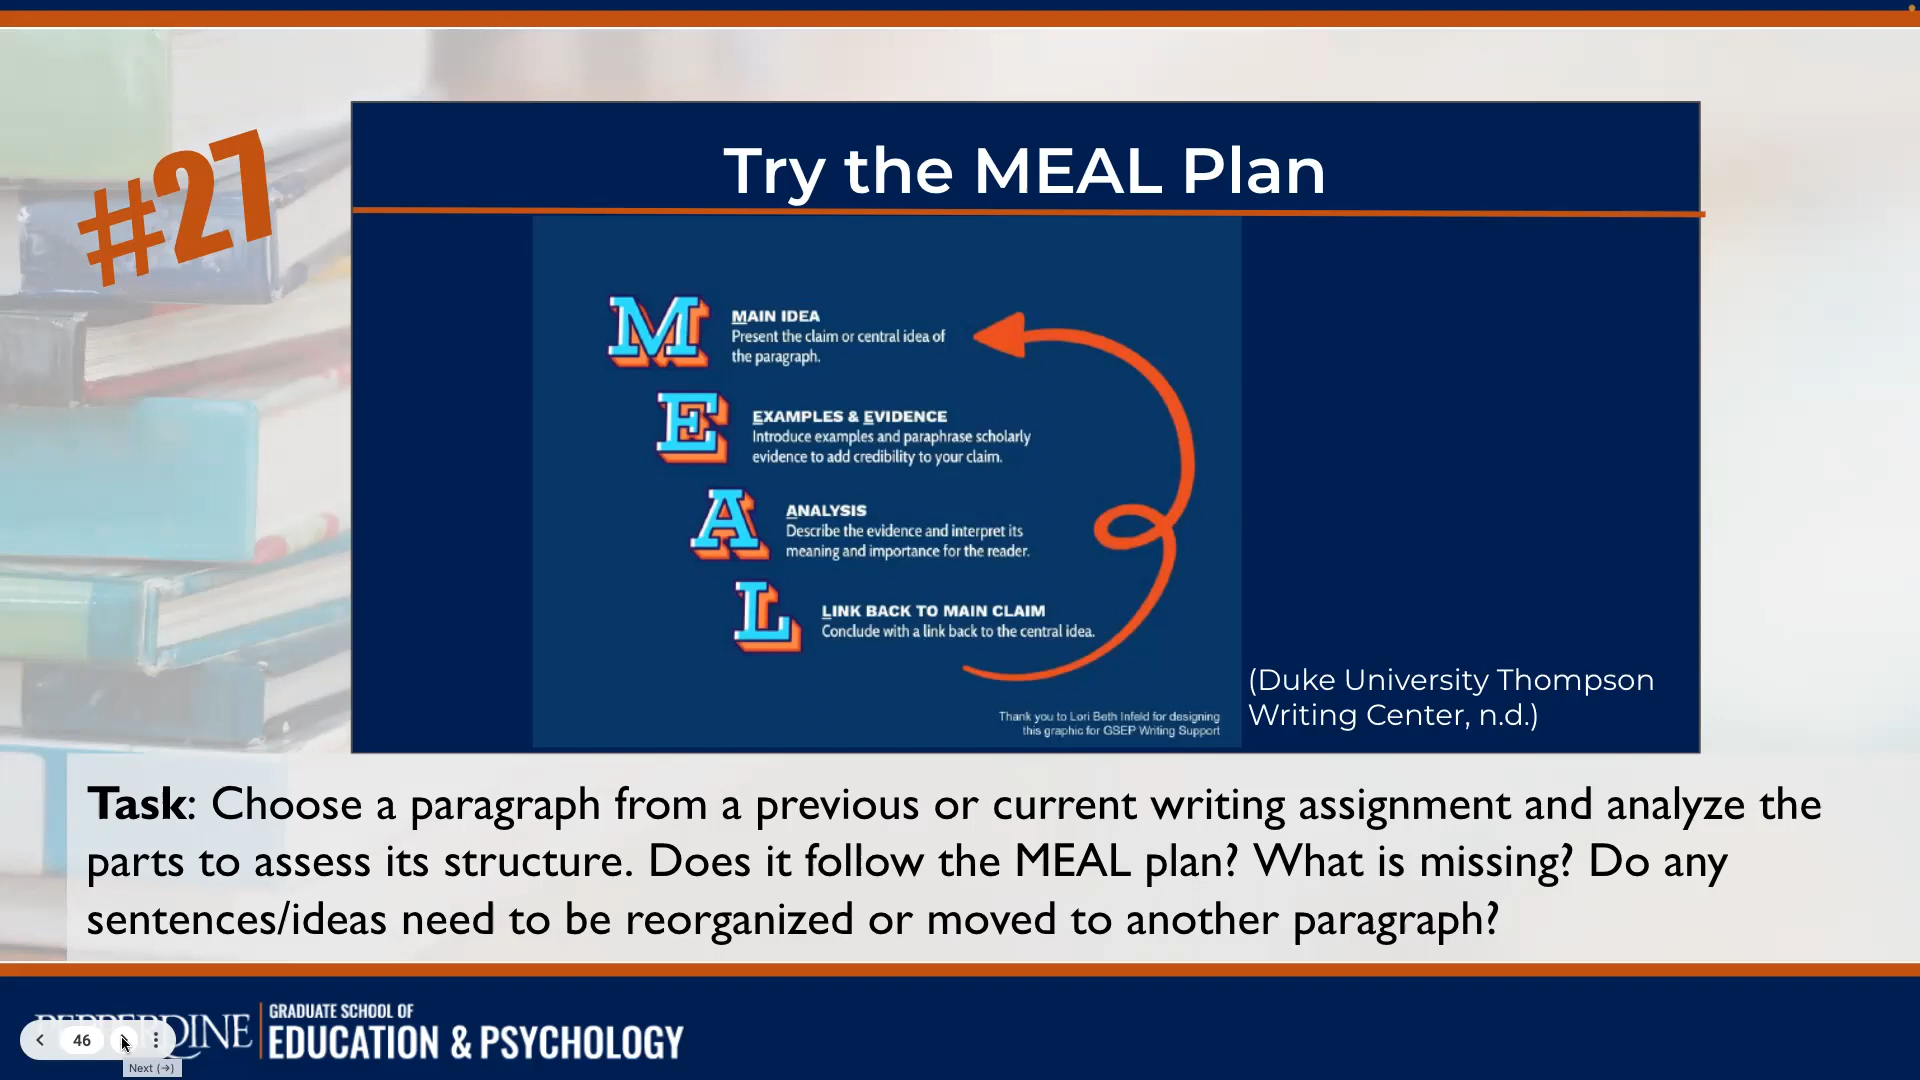 #27
Try the MEAL Plan
M
MAIN IDEA
Present the claim or central idea of
the paragraph.
E
EXAMPLES & EVIDENCE
Introduce examples and paraphrase scholarly
evidence to add credibility to your claim.
A
ANALYSIS
Describe the evidence and interpret its
meaning and importance for the reader.
L
LINK BACK TO MAIN CLAIM
Conclude with a link back to the central idea.
Thank you to Lori Beth Infeld for designing
this graphic for GSEP Writing Support
(Duke University Thompson
Writing Center, n.d.)
Task: Choose a paragraph from a previous or current writing assignment and analyze the
parts to assess its structure. Does it follow the MEAL plan? What is missing? Do any
sentences/ideas need to be reorganized or moved to another paragraph?
PEPPERDINE
GRADUATE SCHOOL OF
EDUCATION & PSYCHOLOGY
46
Next (→)